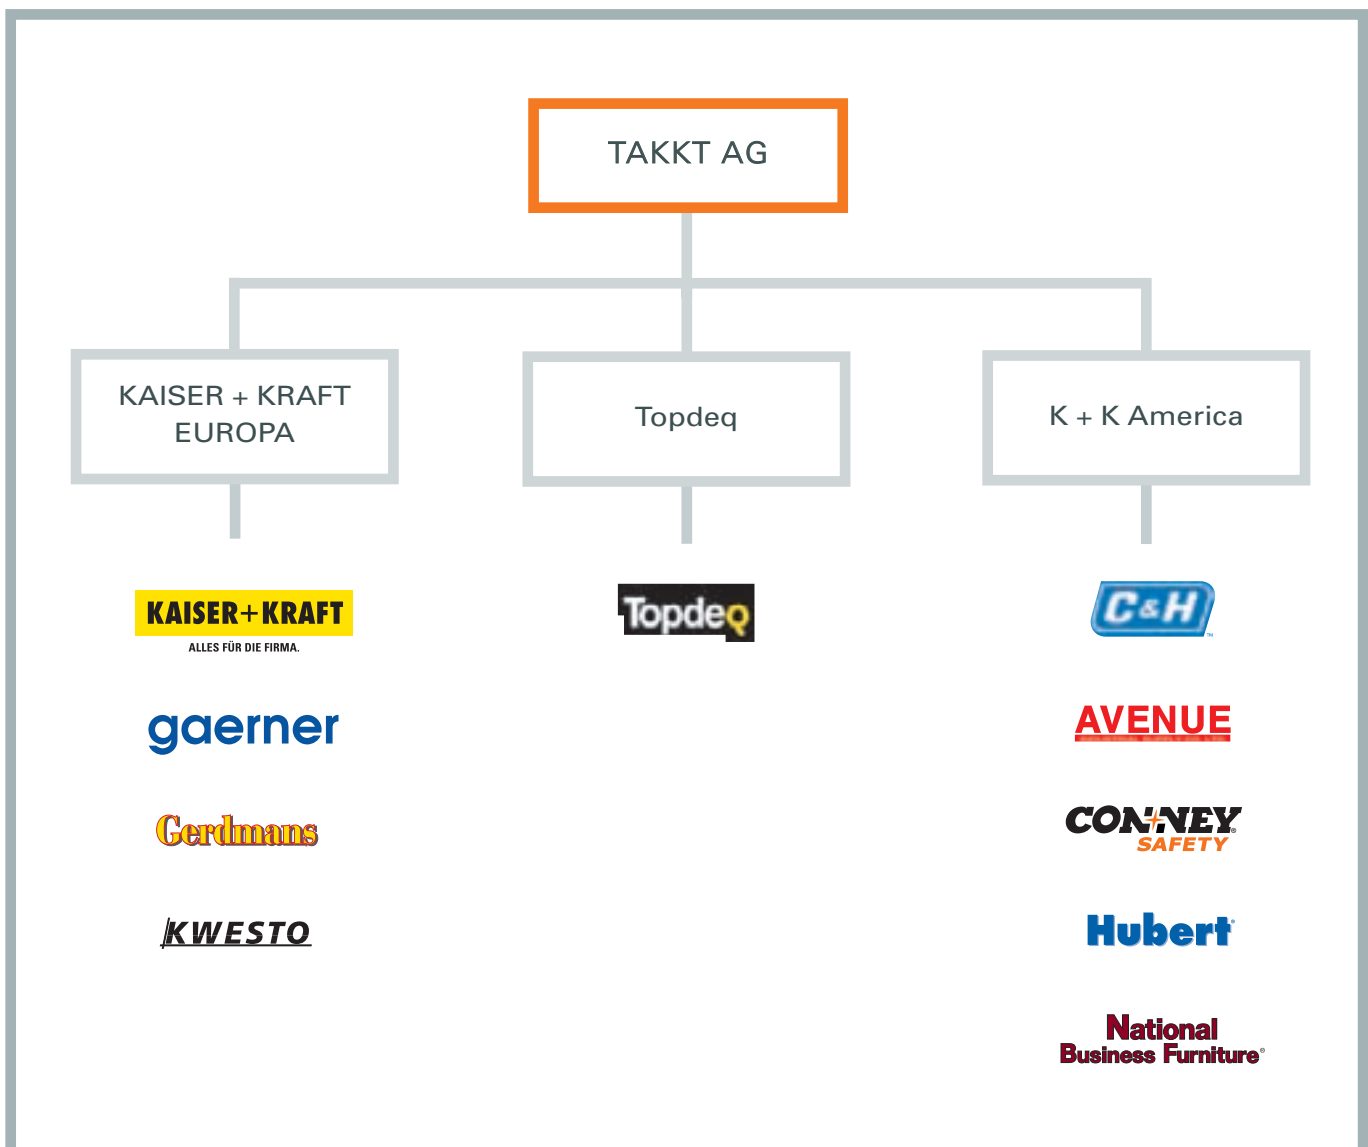 TAKKT AG
KAISER + KRAFT
EUROPA
Topdeq
K + K America
KAISER+KRAFT
ALLES FÜR DIE FIRMA.
gaerner
Gerdmans
KWESTO
Topdeq
C&H
™
AVENUE
CONNEY®
SAFETY
Hubert®
National
Business Furniture®